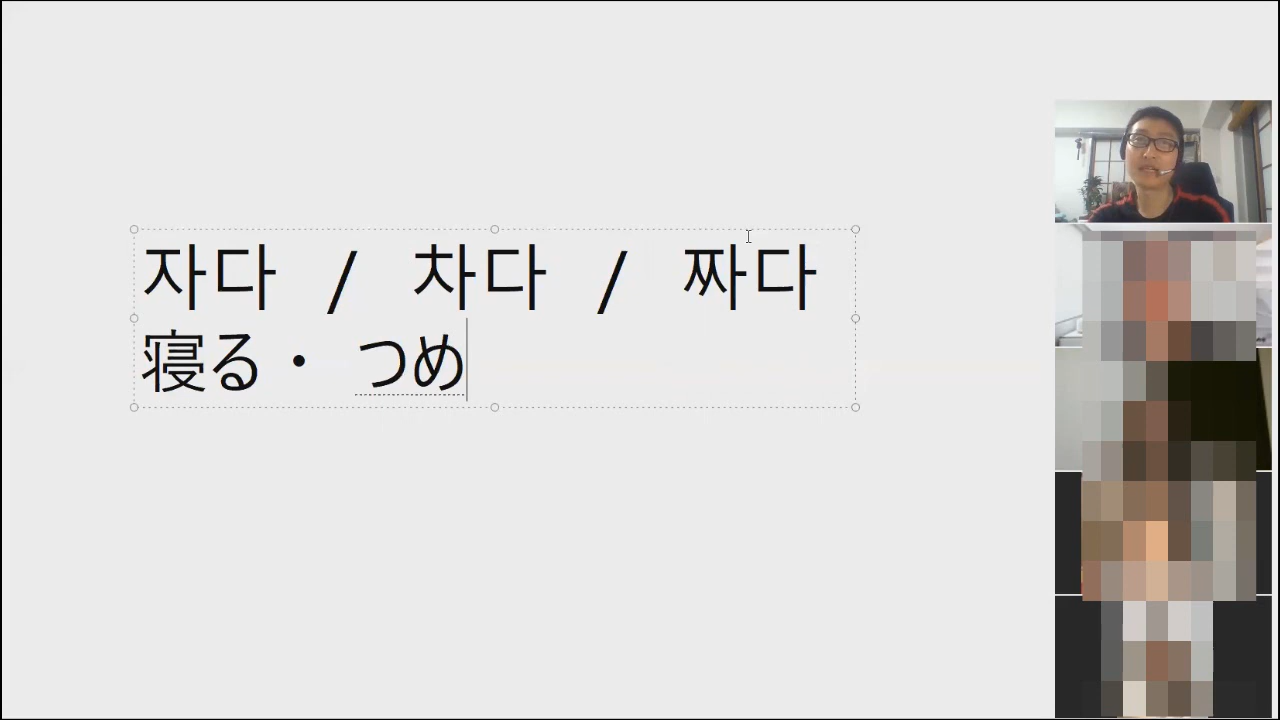 자다 / 차다 / 짜다
寝る・ つめ